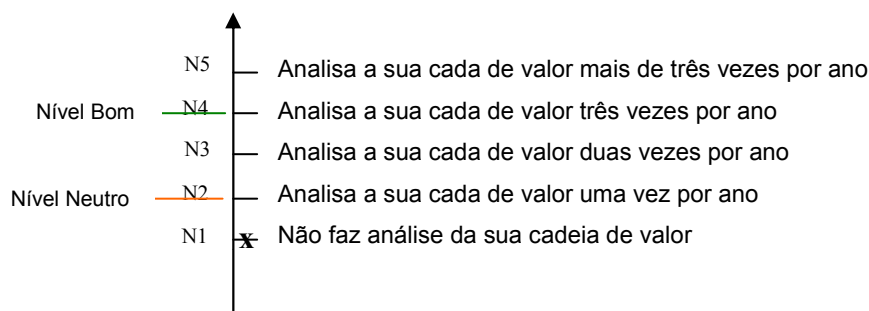 N5 Analisa a sua cada de valor mais de três vezes por ano
Nível Bom N4 Analisa a sua cada de valor três vezes por ano
N3 Analisa a sua cada de valor duas vezes por ano
Nível Neutro N2 Analisa a sua cada de valor uma vez por ano
N1 x Não faz análise da sua cadeia de valor